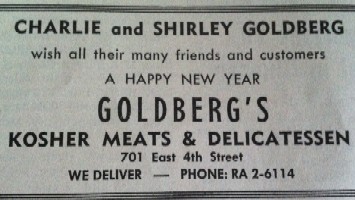 CHARLIE and SHIRLEY GOLDBERG
wish all their many friends and customers
A HAPPY NEW YEAR
GOLDBERG'S
KOSHER MEATS & DELICATESSEN
701 East 4th Street
WE DELIVER — PHONE: RA 2-6114